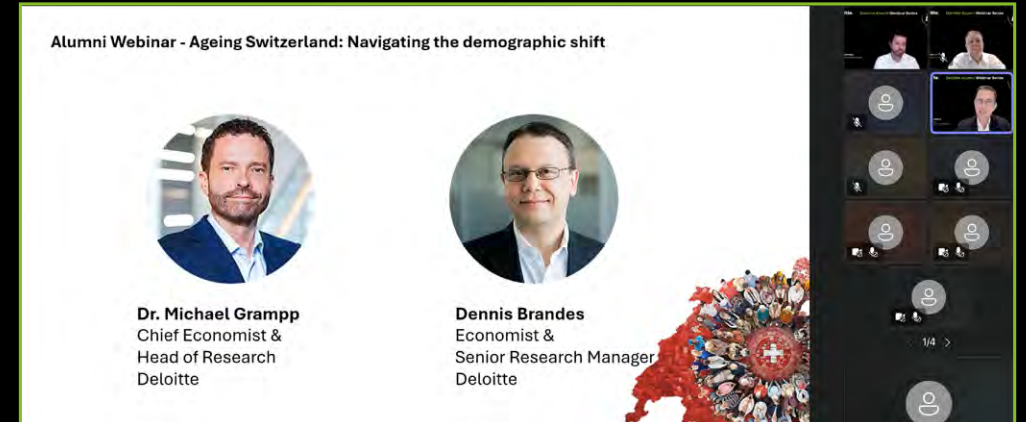 Alumni Webinar - Ageing Switzerland: Navigating the demographic shift
Dr. Michael Grampp
Chief Economist &
Head of Research
Deloitte
Dennis Brandes
Economist &
Senior Research Manager
Deloitte
1/4